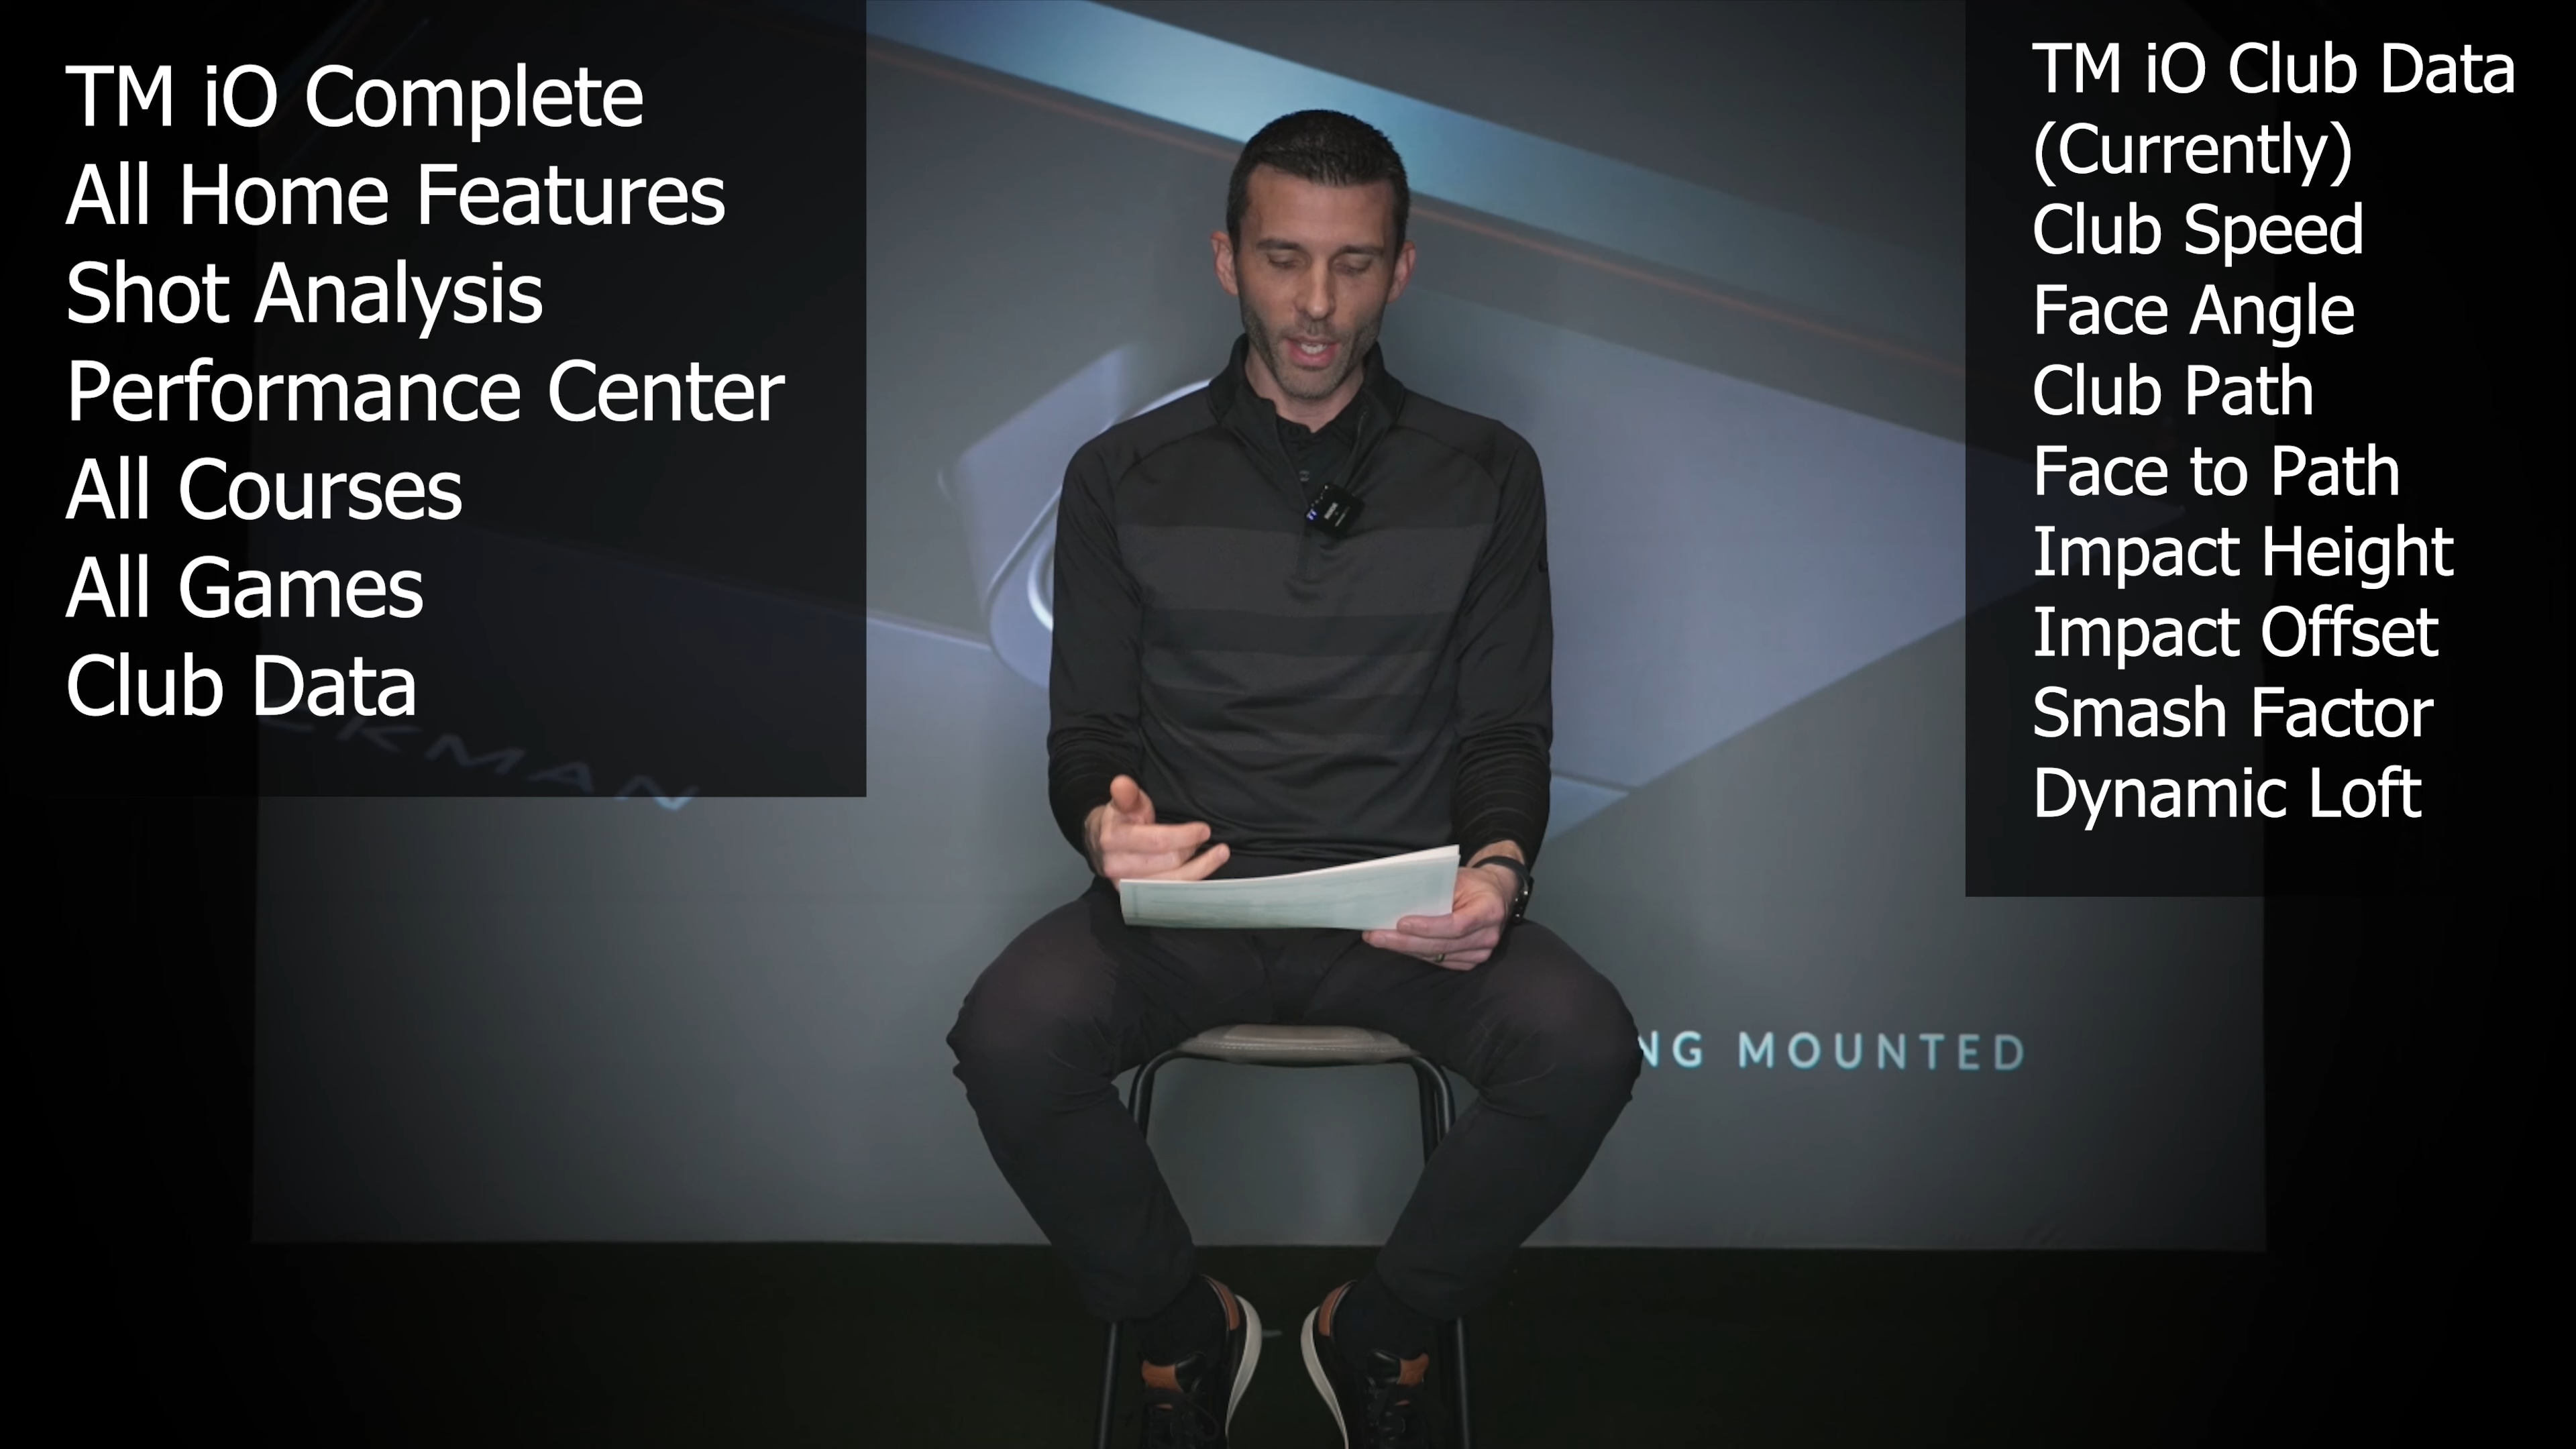 TM iO Complete
All Home Features
Shot Analysis
Performance Center
All Courses
All Games
Club Data
TM iO Club Data
(Currently)
Club Speed
Face Angle
Club Path
Face to Path
Impact Height
Impact Offset
Smash Factor
Dynamic Loft
CKMAN
NG MOUNTED